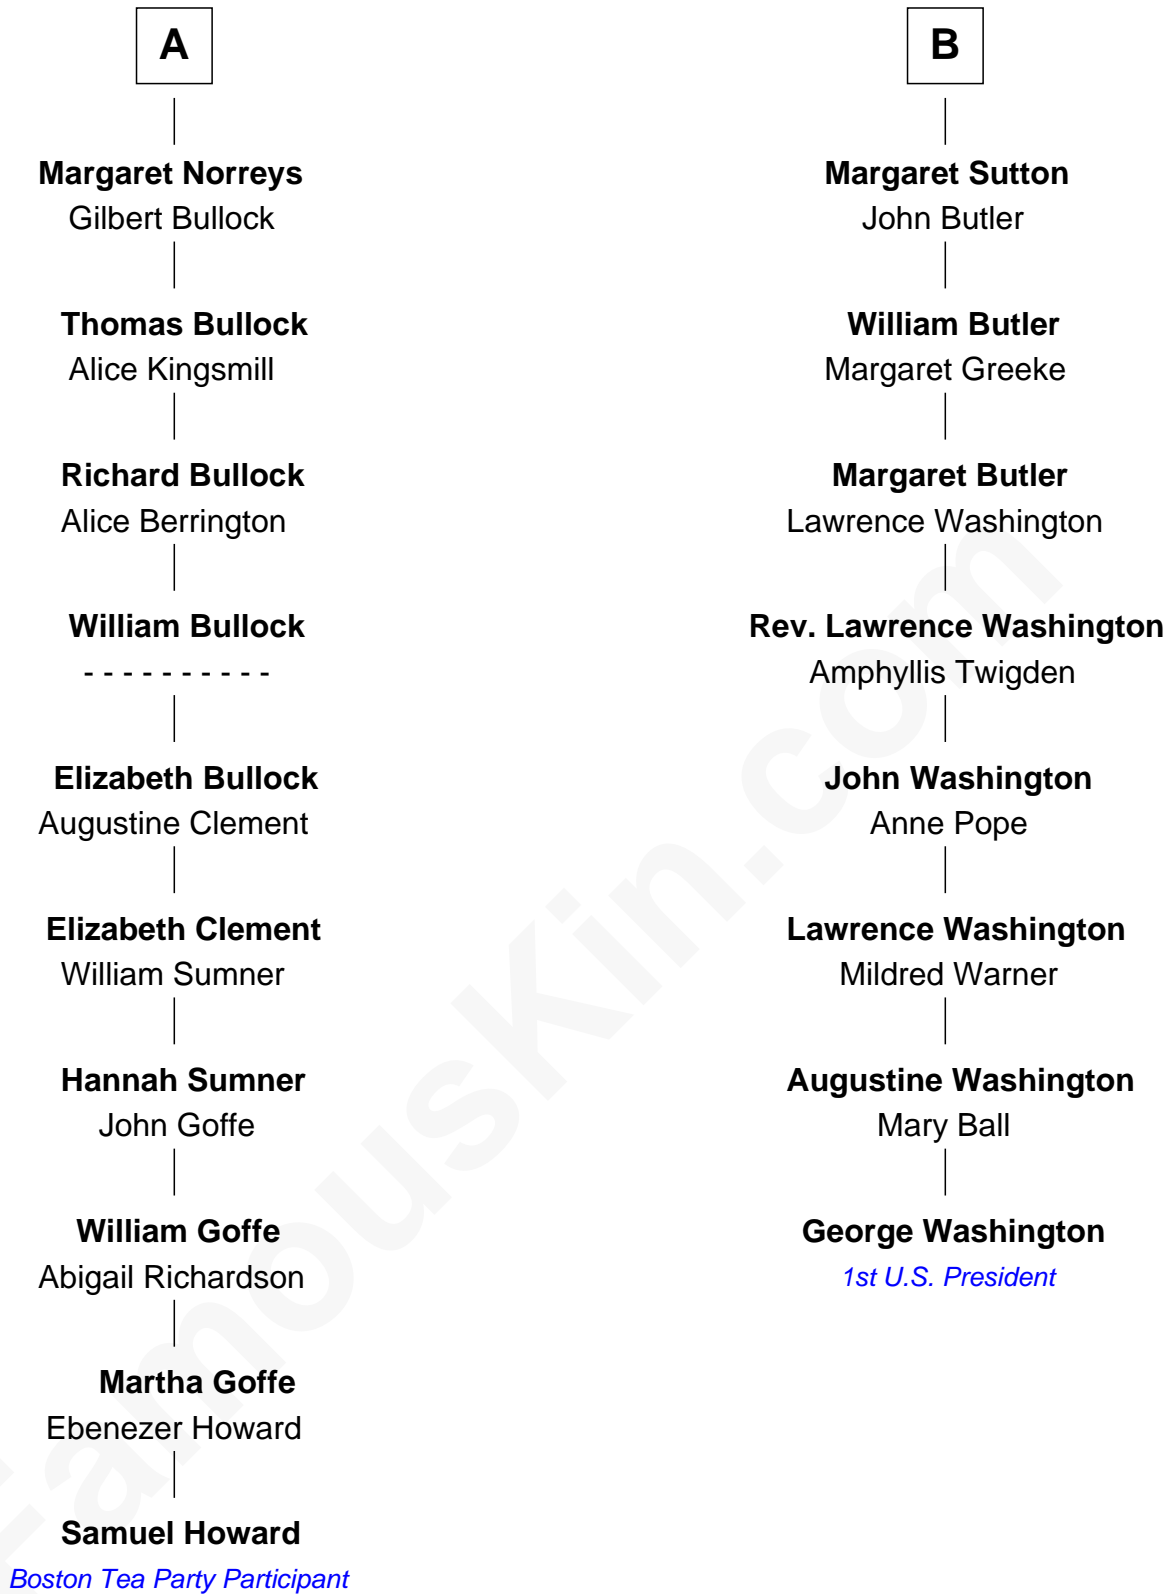 A
Margaret Norreys
Gilbert Bullock
Thomas Bullock
Alice Kingsmill
Richard Bullock
Alice Berrington
William Bullock
- - - - - - - - - -
Elizabeth Bullock
Augustine Clement
Elizabeth Clement
William Sumner
Hannah Sumner
John Goffe
William Goffe
Abigail Richardson
Martha Goffe
Ebenezer Howard
Samuel Howard
Boston Tea Party Participant
B
Margaret Sutton
John Butler
William Butler
Margaret Greeke
Margaret Butler
Lawrence Washington
Rev. Lawrence Washington
Amphyllis Twigden
John Washington
Anne Pope
Lawrence Washington
Mildred Warner
Augustine Washington
Mary Ball
George Washington
1st U.S. President
FamousKin.com